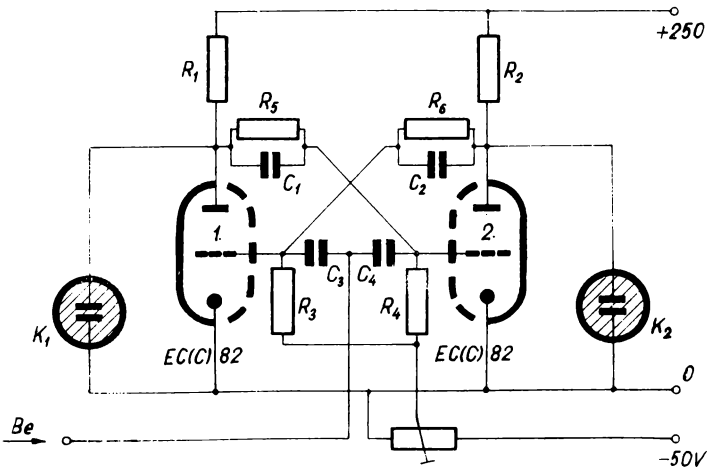 +250
R1
R2
R5
R6
C1
C2
1.
2.
C3
C4
R3
R4
K1
K2
EC(C) 82
EC(C) 82
0
Be
-50V